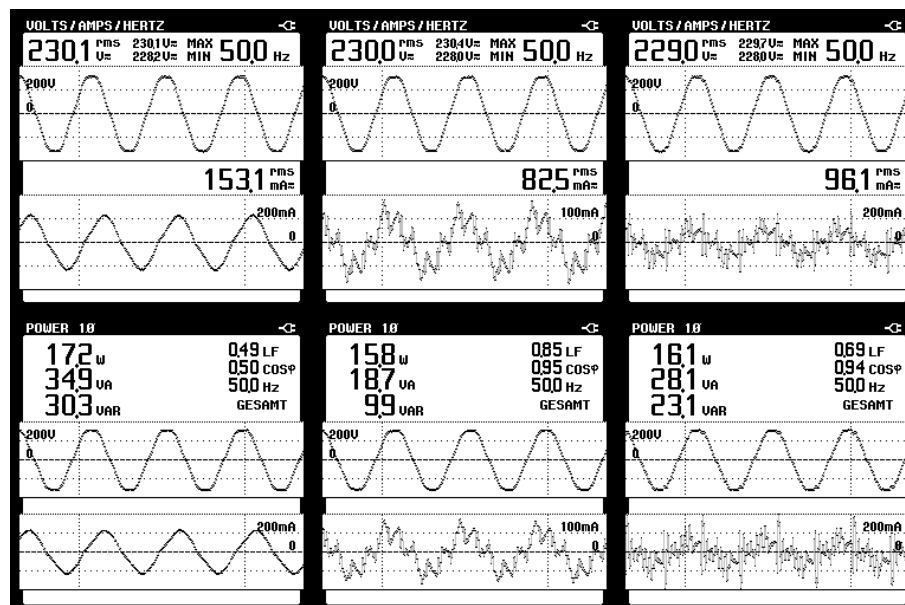 VOLTS/AMPS/HERTZ
230,1 rms V≂ 230,1 V≂ MAX 228,2 V≂ MIN 50,0 Hz
200V
0
153,1 rms mA≂
200mA
0
VOLTS/AMPS/HERTZ
230,0 rms V≂ 230,4 V≂ MAX 228,0 V≂ MIN 50,0 Hz
200V
0
82,5 rms mA≂
100mA
0
VOLTS/AMPS/HERTZ
229,0 rms V≂ 229,7 V≂ MAX 228,0 V≂ MIN 50,0 Hz
200V
0
96,1 rms mA≂
200mA
0
POWER 1Ø
17,2 W
34,9 VA
30,3 VAR
0,49 LF
0,50 COSφ
50,0 Hz
GESAMT
200V
0
200mA
0
POWER 1Ø
15,8 W
18,7 VA
9,9 VAR
0,85 LF
0,95 COSφ
50,0 Hz
GESAMT
200V
0
100mA
0
POWER 1Ø
16,1 W
28,1 VA
23,1 VAR
0,69 LF
0,94 COSφ
50,0 Hz
GESAMT
200V
0
200mA
0